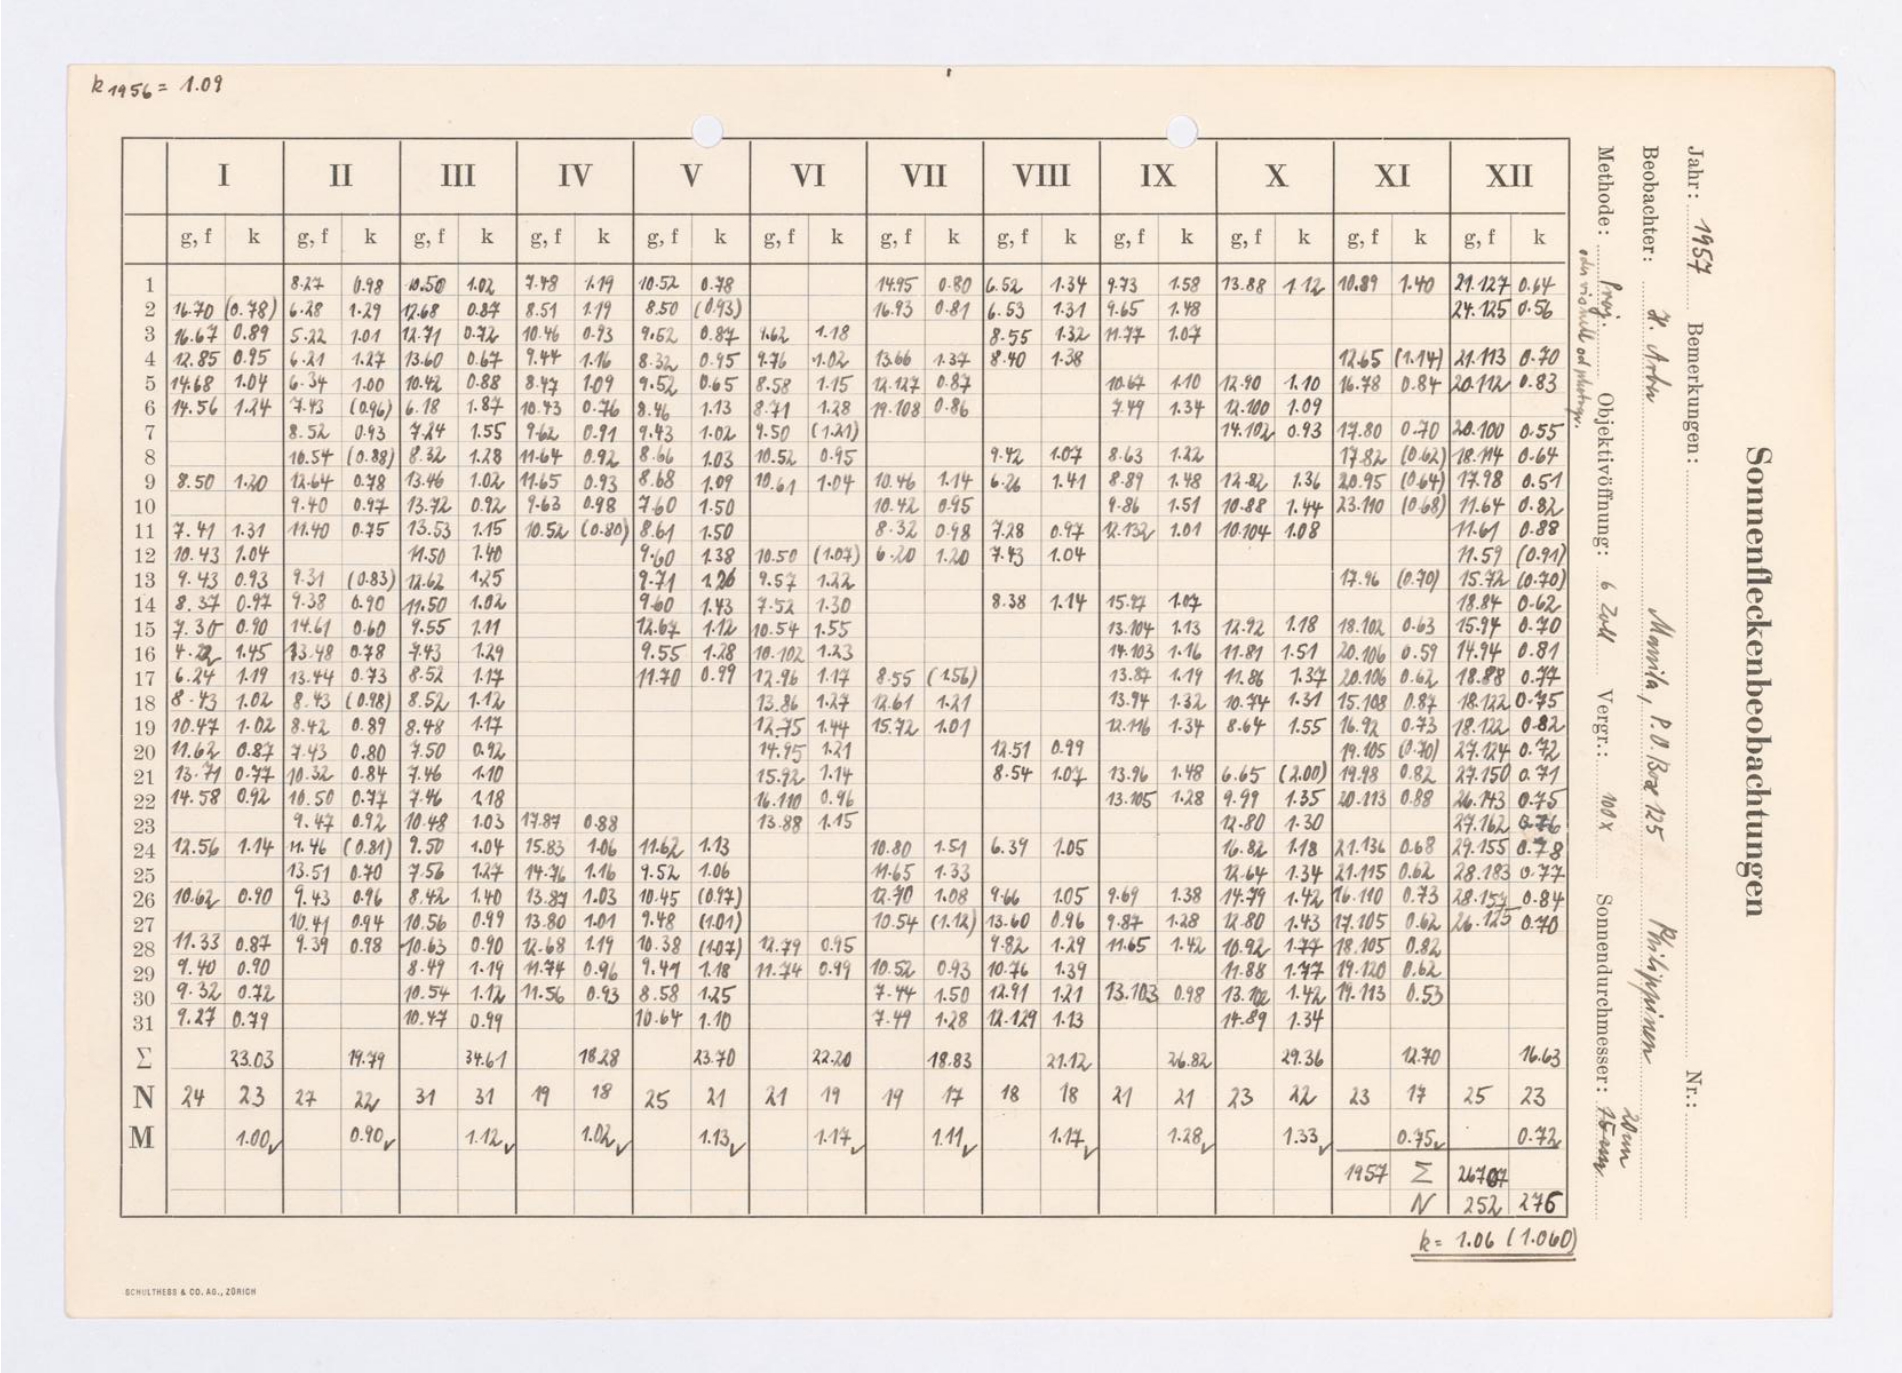 k 1956 = 1.09
I II III IV V VI VII VIII IX X XI XII
g, f k g, f k g, f k g, f k g, f k g, f k g, f k g, f k g, f k g, f k g, f k g, f k
1 8.27 0.98 10.50 1.02 7.48 1.19 10.52 0.78 14.95 0.80 6.52 1.34 9.73 1.58 13.88 1.12 10.89 1.40 21.127 0.64
2 16.70 (0.78) 6.28 1.29 12.68 0.87 8.51 1.19 8.50 (0.93) 16.93 0.81 6.53 1.31 9.65 1.48 24.125 0.56
3 16.67 0.89 5.22 1.01 12.71 0.72 10.46 0.93 9.52 0.87 9.62 1.18 8.55 1.32 11.77 1.07
4 12.85 0.95 6.21 1.27 13.60 0.67 9.44 1.16 8.32 0.95 9.76 1.02 13.66 1.37 8.40 1.38 12.65 (1.14) 21.113 0.70
5 14.68 1.04 6.34 1.00 10.42 0.88 8.47 1.09 9.52 0.65 8.58 1.15 12.127 0.87 10.67 1.10 12.90 1.10 16.78 0.84 20.112 0.83
6 14.56 1.24 7.43 (0.96) 6.18 1.87 10.43 0.76 8.46 1.13 8.71 1.28 19.108 0.86 7.49 1.34 12.100 1.09
7 8.52 0.93 7.24 1.55 9.62 0.91 9.43 1.02 9.50 (1.21) 14.102 0.93 17.80 0.70 20.100 0.55
8 10.54 (0.88) 8.32 1.28 11.64 0.92 8.66 1.03 10.52 0.95 9.42 1.07 8.63 1.22 17.82 (0.62) 18.114 0.64
9 8.50 1.20 12.64 0.78 13.46 1.02 11.65 0.93 8.68 1.09 10.61 1.04 10.46 1.14 6.26 1.41 8.89 1.48 12.82 1.36 20.95 (0.64) 17.98 0.51
10 9.40 0.97 13.72 0.92 9.63 0.98 7.60 1.50 10.42 0.95 9.86 1.51 10.88 1.44 23.110 (0.68) 11.64 0.82
11 7.41 1.31 11.40 0.75 13.53 1.15 10.52 (0.80) 8.61 1.50 8.32 0.98 7.28 0.97 12.132 1.01 10.104 1.08 11.61 0.88
12 10.43 1.04 11.50 1.40 9.60 1.38 10.50 (1.07) 6.20 1.20 7.43 1.04 11.59 (0.91)
13 9.43 0.93 9.31 (0.83) 12.62 1.25 9.71 1.26 9.57 1.22 17.96 (0.70) 15.72 (0.70)
14 8.37 0.97 9.38 0.90 11.50 1.02 9.60 1.43 7.52 1.30 8.38 1.14 15.97 1.07 18.84 0.62
15 7.30 0.90 14.61 0.60 9.55 1.11 12.67 1.12 10.54 1.55 13.104 1.13 12.92 1.18 18.102 0.63 15.94 0.70
16 4.22 1.45 13.48 0.78 7.43 1.29 9.55 1.28 10.102 1.23 14.103 1.16 11.81 1.51 20.106 0.59 14.94 0.81
17 6.24 1.19 13.44 0.73 8.52 1.17 11.70 0.99 12.96 1.17 8.55 (1.56) 13.87 1.19 11.86 1.37 20.106 0.62 18.88 0.77
18 8.43 1.02 8.43 (0.98) 8.52 1.12 13.86 1.27 12.61 1.21 13.94 1.32 10.74 1.31 15.108 0.87 18.122 0.75
19 10.47 1.02 8.42 0.89 8.48 1.17 12.75 1.44 15.72 1.01 12.116 1.34 8.64 1.55 16.92 0.73 18.122 0.82
20 11.62 0.87 7.43 0.80 7.50 0.92 14.95 1.21 12.51 0.99 19.105 (0.70) 27.124 0.72
21 13.71 0.77 10.32 0.84 7.46 1.10 15.92 1.14 8.54 1.07 13.96 1.48 6.65 (2.00) 19.98 0.82 27.150 0.71
22 14.58 0.92 10.50 0.77 7.46 1.18 16.110 0.96 13.105 1.28 9.99 1.35 20.113 0.88 26.143 0.75
23 9.47 0.92 10.48 1.03 17.87 0.88 13.88 1.15 12.80 1.30 27.162 0.76
24 12.56 1.14 11.46 (0.81) 9.50 1.04 15.83 1.06 11.62 1.13 10.80 1.51 6.39 1.05 16.82 1.18 21.136 0.68 29.155 0.78
25 13.51 0.70 7.56 1.27 14.76 1.16 9.52 1.06 11.65 1.33 12.64 1.34 21.115 0.62 28.183 0.77
26 10.62 0.90 9.43 0.96 8.42 1.40 13.87 1.03 10.45 (0.97) 12.70 1.08 9.66 1.05 9.69 1.38 14.79 1.42 16.110 0.73 28.159 0.84
27 10.41 0.94 10.56 0.99 13.80 1.01 9.48 (1.01) 10.54 (1.12) 13.60 0.96 9.87 1.28 12.80 1.43 17.105 0.62 26.125 0.70
28 11.33 0.87 9.39 0.98 10.63 0.90 12.68 1.19 10.38 (1.07) 12.79 0.95 9.82 1.29 11.65 1.42 10.92 1.77 18.105 0.82
29 9.40 0.90 8.49 1.19 11.74 0.96 9.41 1.18 11.74 0.99 10.52 0.93 10.76 1.39 11.88 1.77 19.120 0.62
30 9.32 0.72 10.54 1.12 11.56 0.93 8.58 1.25 7.44 1.50 12.91 1.21 13.103 0.98 13.102 1.42 19.113 0.53
31 9.27 0.79 10.47 0.99 10.64 1.10 7.49 1.28 12.129 1.13 14.89 1.34
Σ 23.03 19.79 34.61 18.28 23.70 22.20 18.83 21.12 26.82 29.36 12.70 16.63
N 24 23 27 22 31 31 19 18 25 21 21 19 19 17 18 18 21 21 23 22 23 17 25 23
M 1.00 0.90 1.12 1.02 1.13 1.17 1.11 1.17 1.28 1.33 0.75 0.72
1957 Σ 26707
N 252 276
k = 1.06 (1.060)
SCHULTHESS & CO. AG., ZÜRICH
Sonnenfleckenbeobachtungen
Jahr: 1957 Bemerkungen: Nr.:
Beobachter: Manila, P.O. Box 125 Philippinen
Methode: Proj. Objektivöffnung: 6 Zoll Vergr.: 100x Sonnendurchmesser: 20 cm